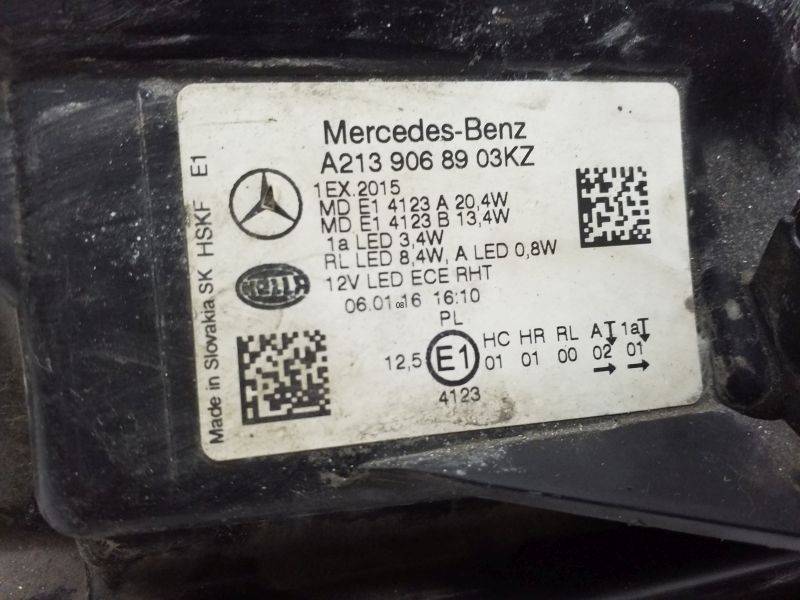 Mercedes-Benz
A213 906 89 03KZ
1EX.2015
MD E1 4123 A 20,4W
MD E1 4123 B 13,4W
1a LED 3,4W
RL LED 8,4W, A LED 0,8W
12V LED ECE RHT
06.01.16 16:10
08
PL
HC HR RL A 1a
12,5 E1 01 01 00 02 01
4123
Made in Slovakia SK HSKF E1